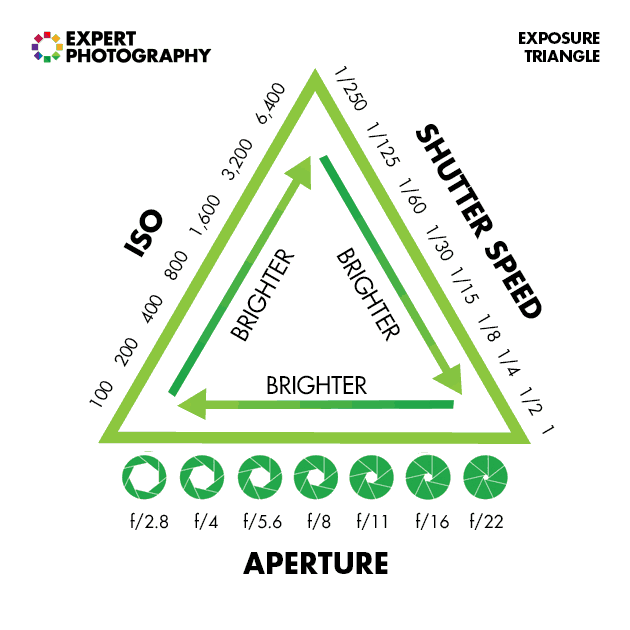 EXPERT
PHOTOGRAPHY
EXPOSURE
TRIANGLE
ISO
100 200 400 800 1,600 3,200 6,400
SHUTTER SPEED
1/250 1/125 1/60 1/30 1/15 1/8 1/4 1/2 1
BRIGHTER
BRIGHTER
BRIGHTER
f/2.8 f/4 f/5.6 f/8 f/11 f/16 f/22
APERTURE